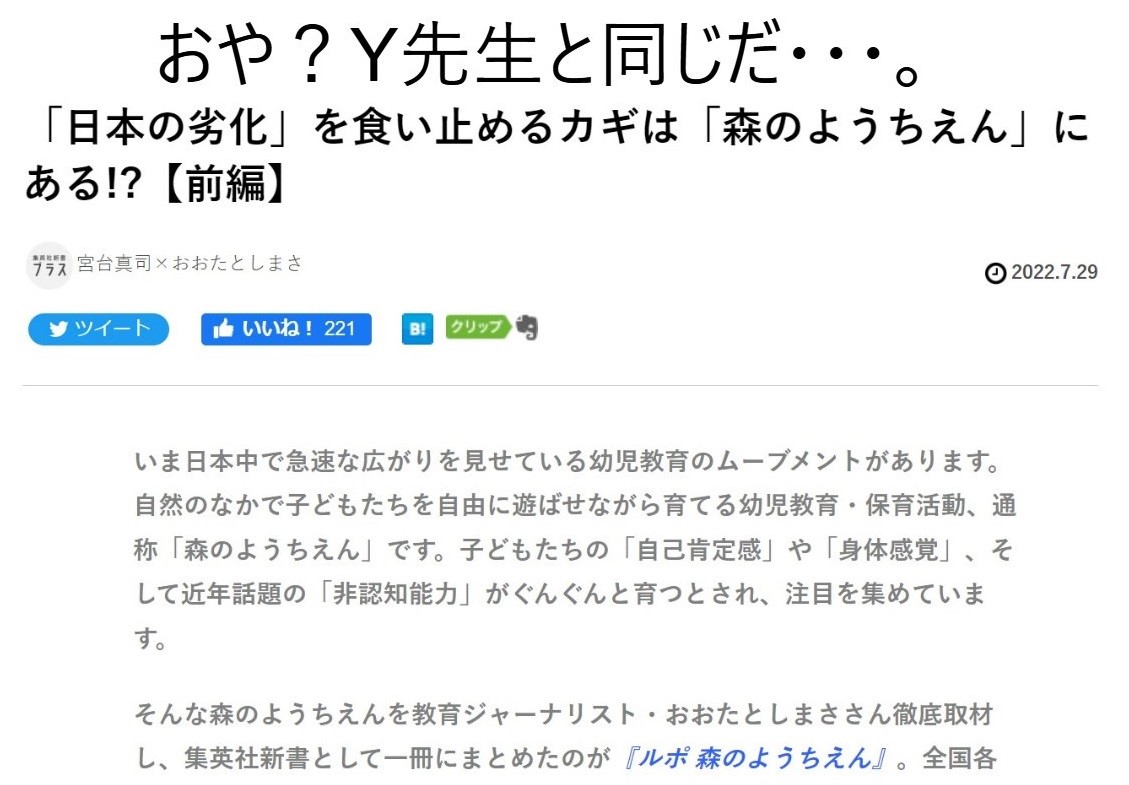 おや？Y先生と同じだ・・・。
「日本の劣化」を食い止めるカギは「森のようちえん」に
ある!?【前編】
集英社新書
プラス
宮台真司×おおたとしまさ
2022.7.29
ツイート
いいね！ 221
B!
クリップ
いま日本中で急速な広がりを見せている幼児教育のムーブメントがあります。
自然のなかで子どもたちを自由に遊ばせながら育てる幼児教育・保育活動、通
称「森のようちえん」です。子どもたちの「自己肯定感」や「身体感覚」、そ
して近年話題の「非認知能力」がぐんぐんと育つとされ、注目を集めていま
す。
そんな森のようちえんを教育ジャーナリスト・おおたとしまささん徹底取材
し、集英社新書として一冊にまとめたのが『ルポ 森のようちえん』。全国各